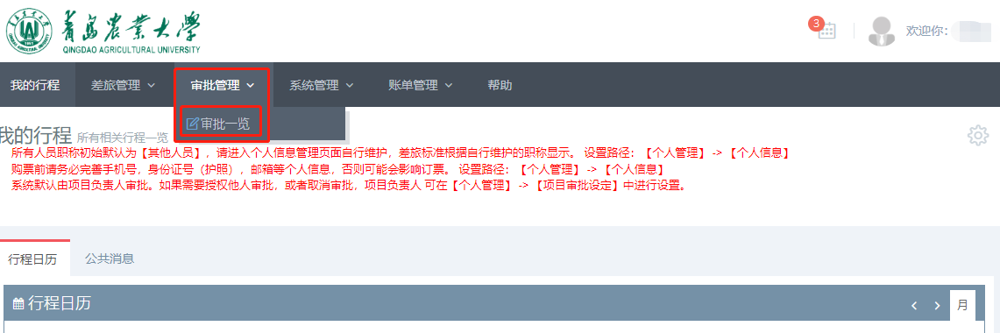 青岛农业大学
QINGDAO AGRICULTURAL UNIVERSITY
3
欢迎你:
我的行程 差旅管理 审批管理 系统管理 账单管理 帮助
审批一览
我的行程 所有相关行程一览
所有人员职称初始默认为【其他人员】,请进入个人信息管理页面自行维护,差旅标准根据自行维护的职称显示。 设置路径:【个人管理】 -> 【个人信息】
购票前请务必完善手机号,身份证号(护照),邮箱等个人信息,否则可能会影响订票。 设置路径:【个人管理】 -> 【个人信息】
系统默认由项目负责人审批。如果需要授权他人审批,或者取消审批,项目负责人 可在【个人管理】 -> 【项目审批设定】中进行设置。
行程日历 公共消息
行程日历
月